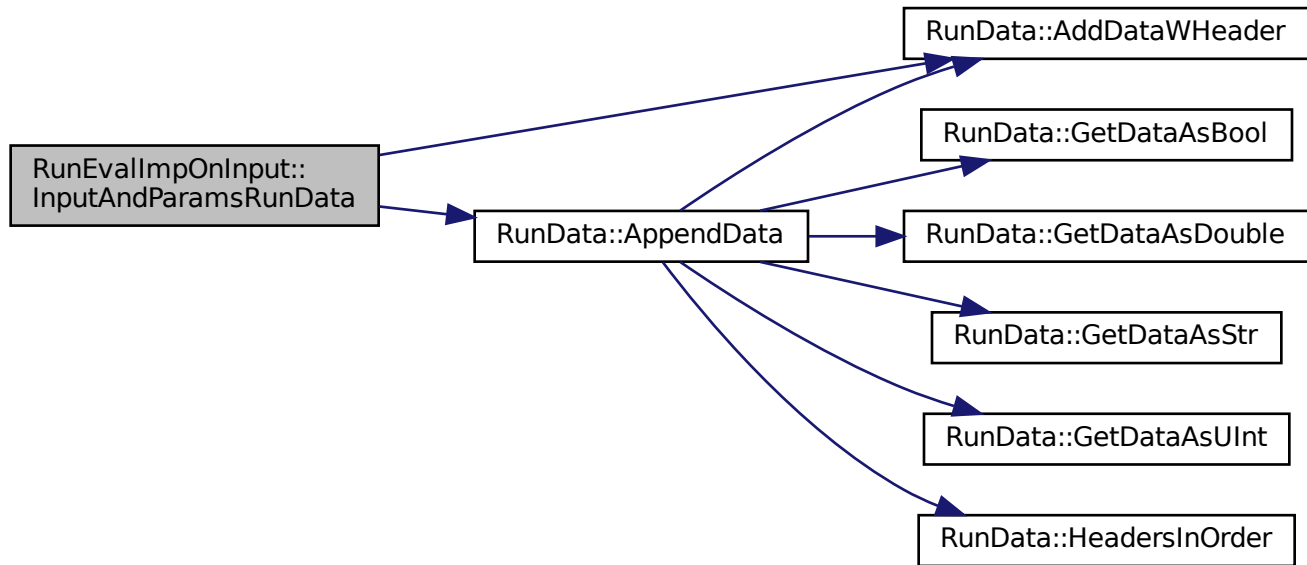 RunEvalImpOnInput::
InputAndParamsRunData
RunData::AppendData
RunData::AddDataWHeader
RunData::GetDataAsBool
RunData::GetDataAsDouble
RunData::GetDataAsStr
RunData::GetDataAsUInt
RunData::HeadersInOrder